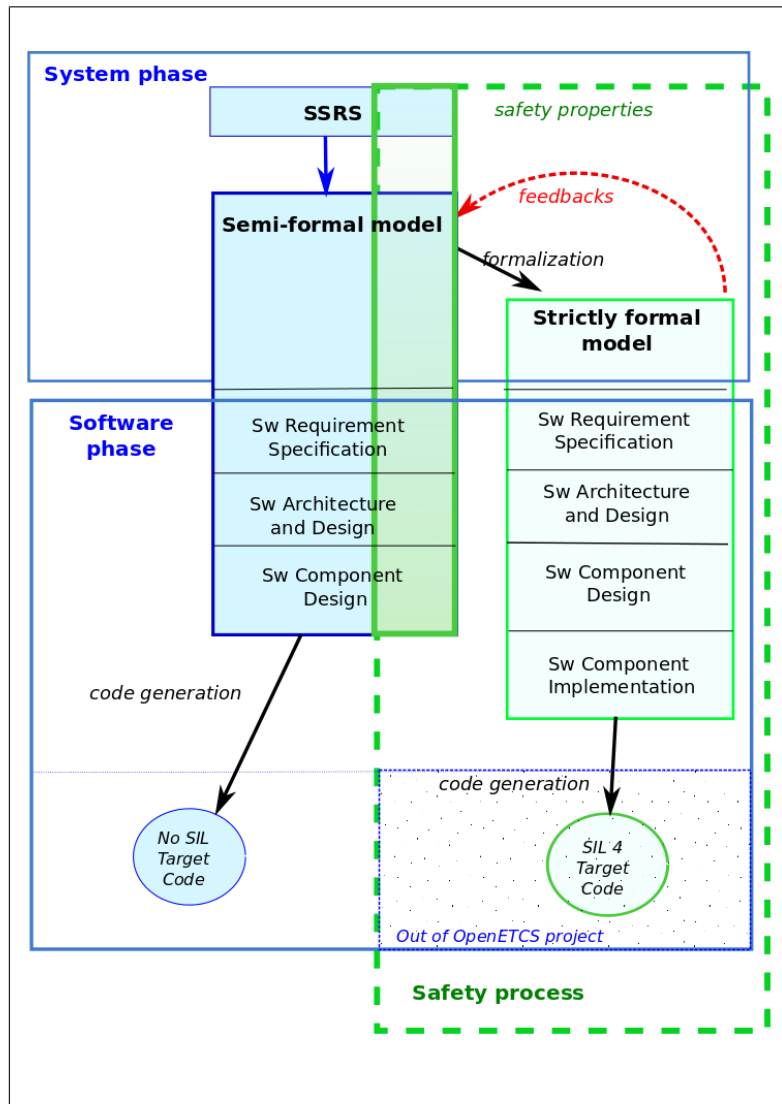 System phase
SSRS
safety properties
feedbacks
Semi-formal model
formalization
Strictly formal
model
Software
phase
Sw Requirement
Specification
Sw Architecture
and Design
Sw Component
Design
Sw Requirement
Specification
Sw Architecture
and Design
Sw Component
Design
Sw Component
Implementation
code generation
code generation
No SIL
Target
Code
SIL 4
Target
Code
Out of OpenETCS project
Safety process